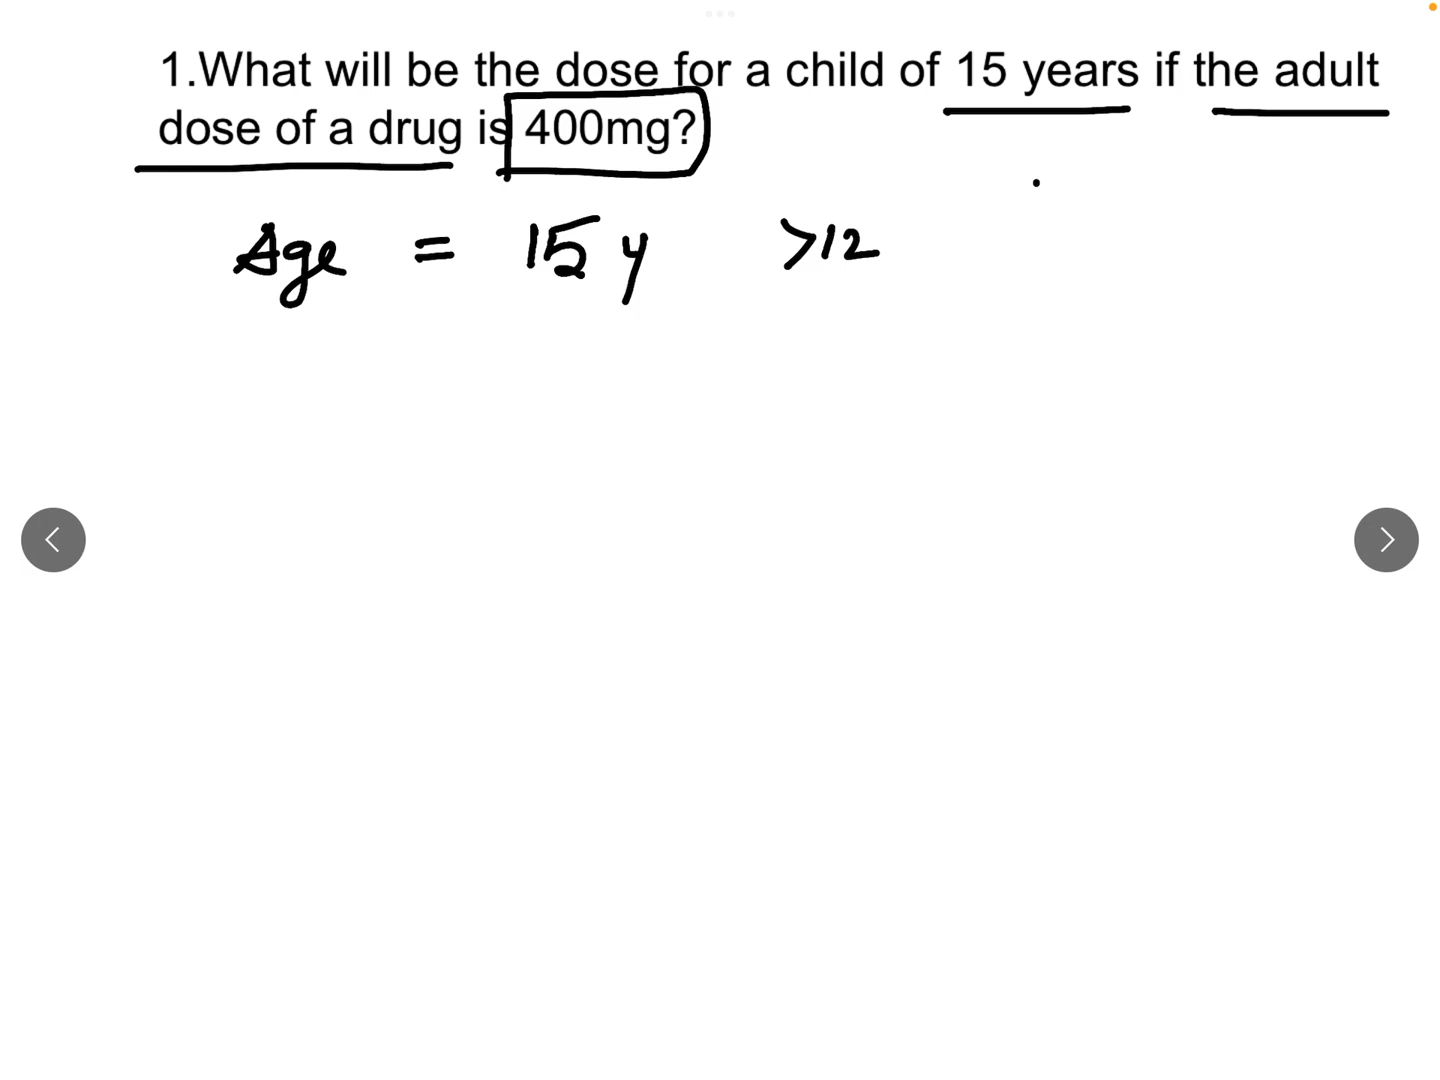 1.What will be the dose for a child of 15 years if the adult
dose of a drug is 400mg?
Age = 15 y >12